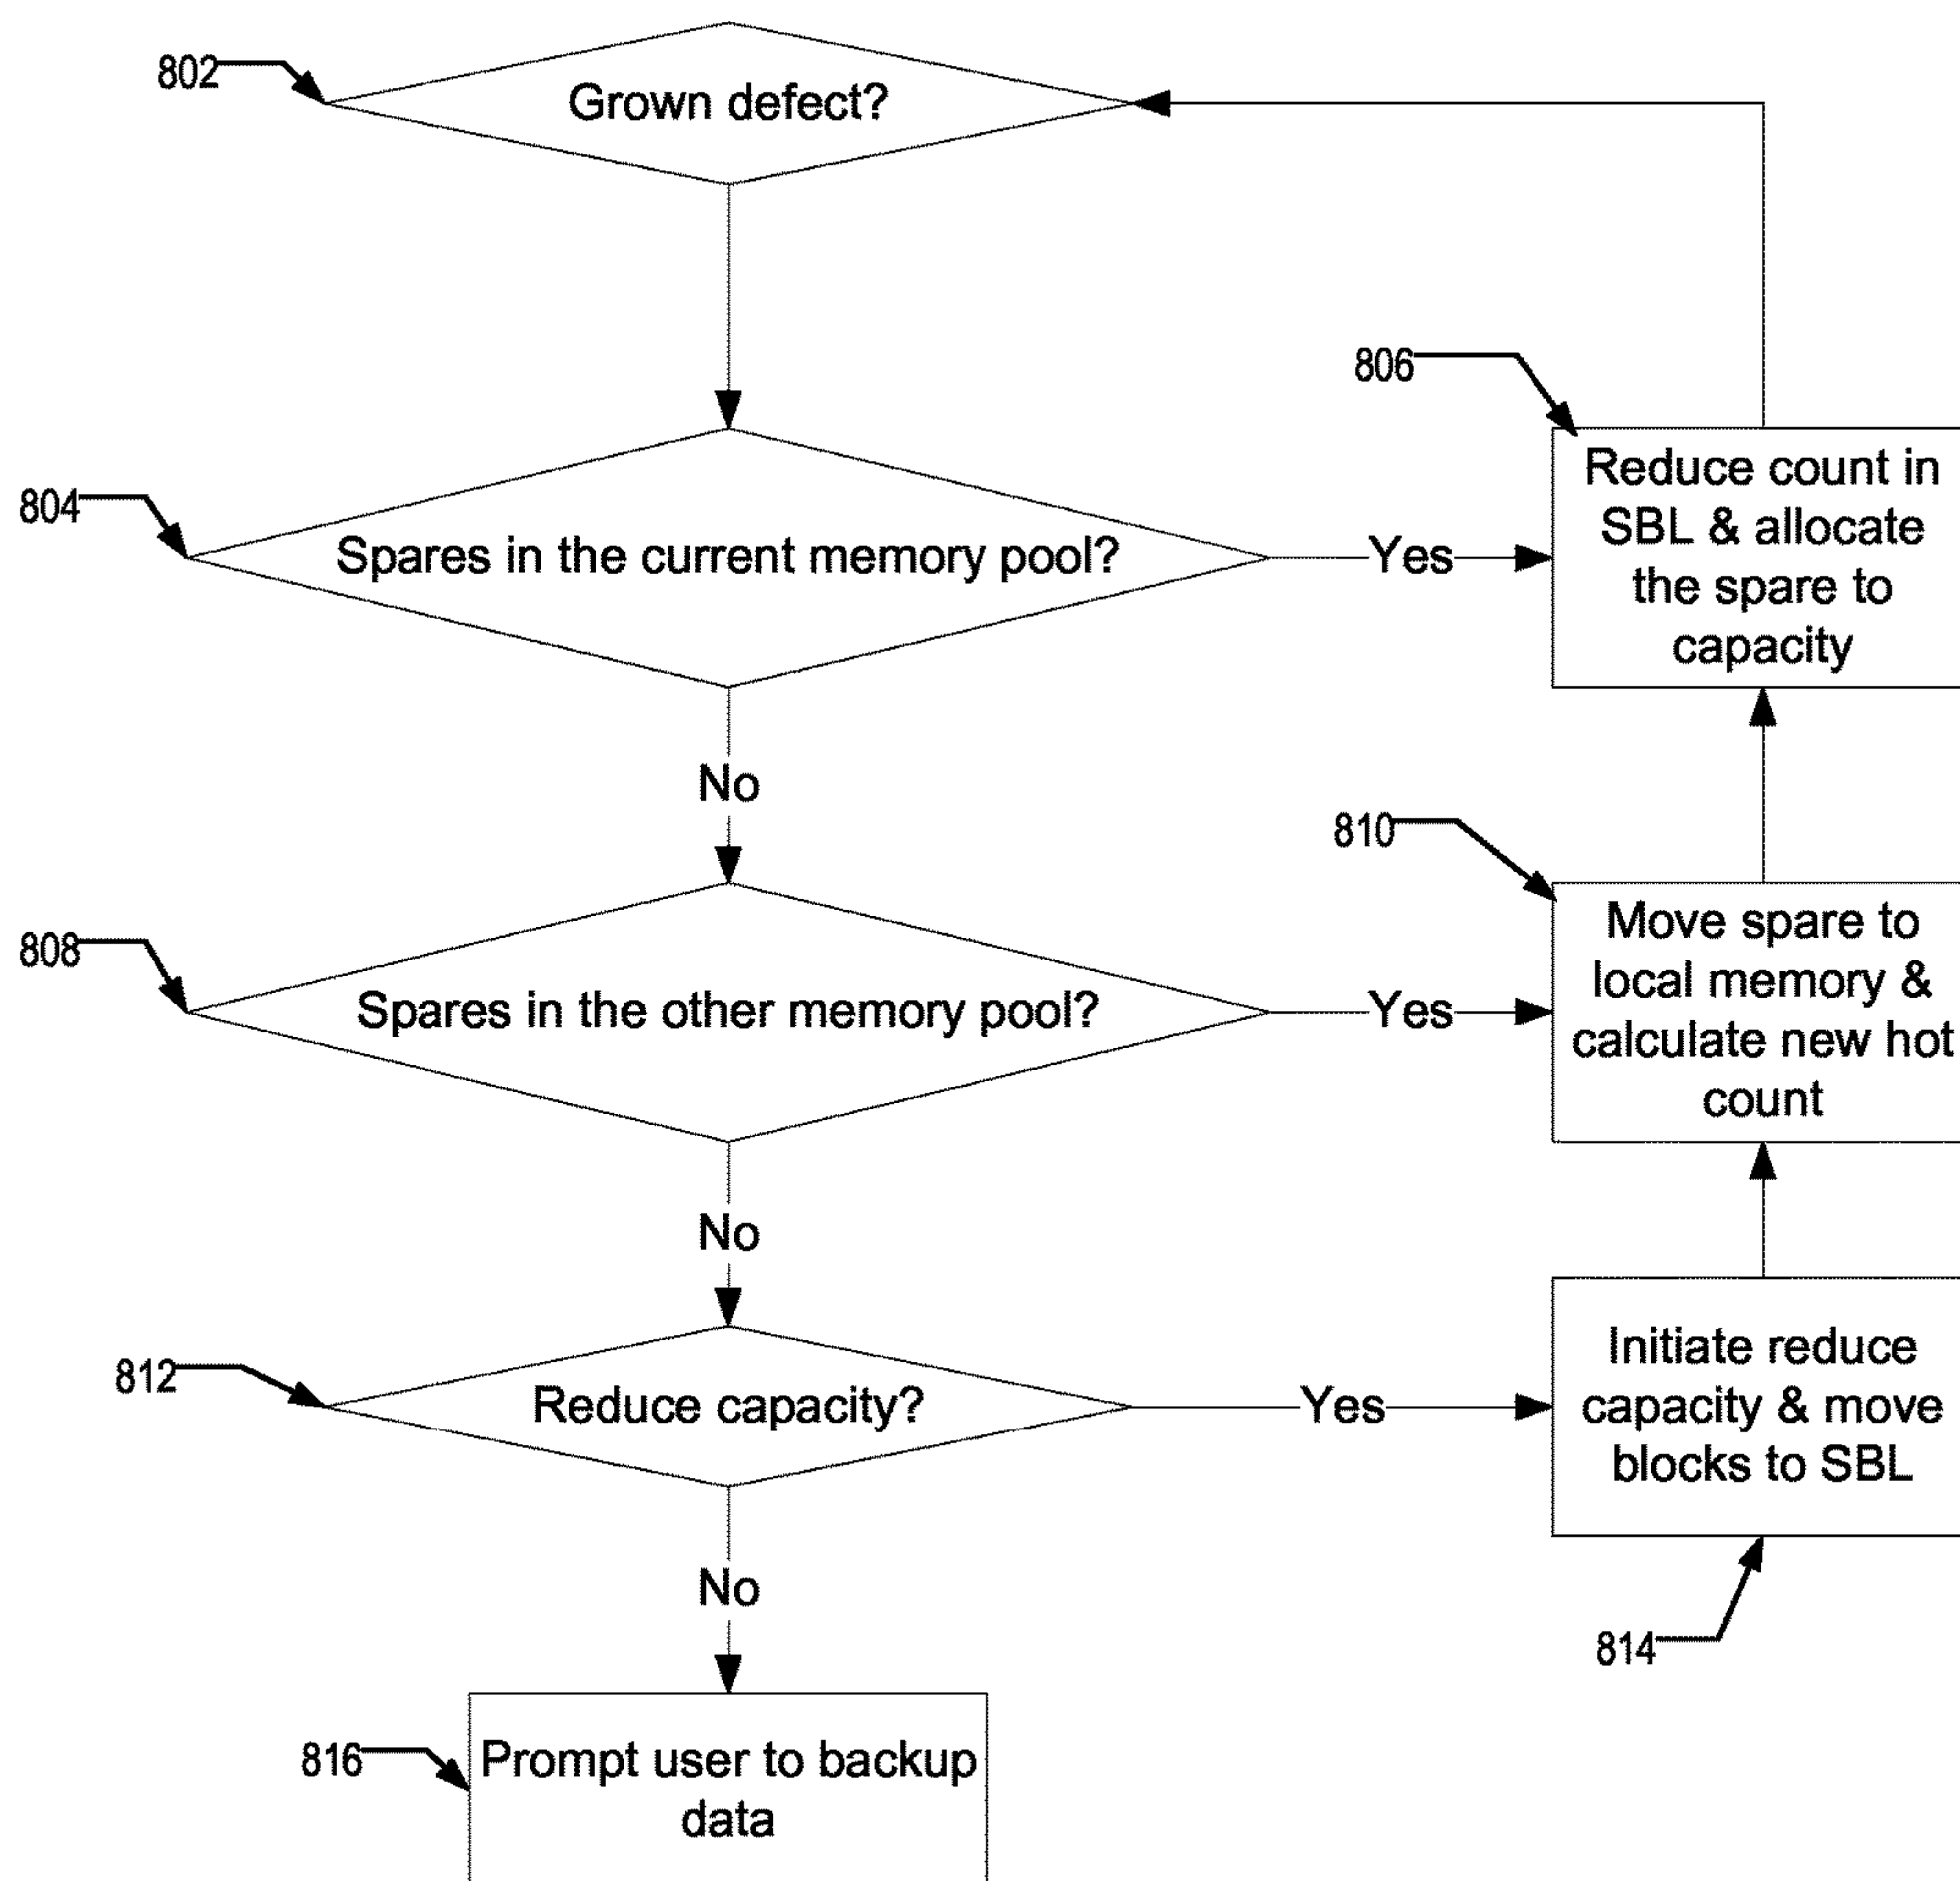 802
Grown defect?
806
Reduce count in
SBL & allocate
the spare to
capacity
804
Spares in the current memory pool?
Yes
No
810
Move spare to
local memory &
calculate new hot
count
808
Spares in the other memory pool?
Yes
No
812
Reduce capacity?
Yes
Initiate reduce
capacity & move
blocks to SBL
No
814
816
Prompt user to backup
data